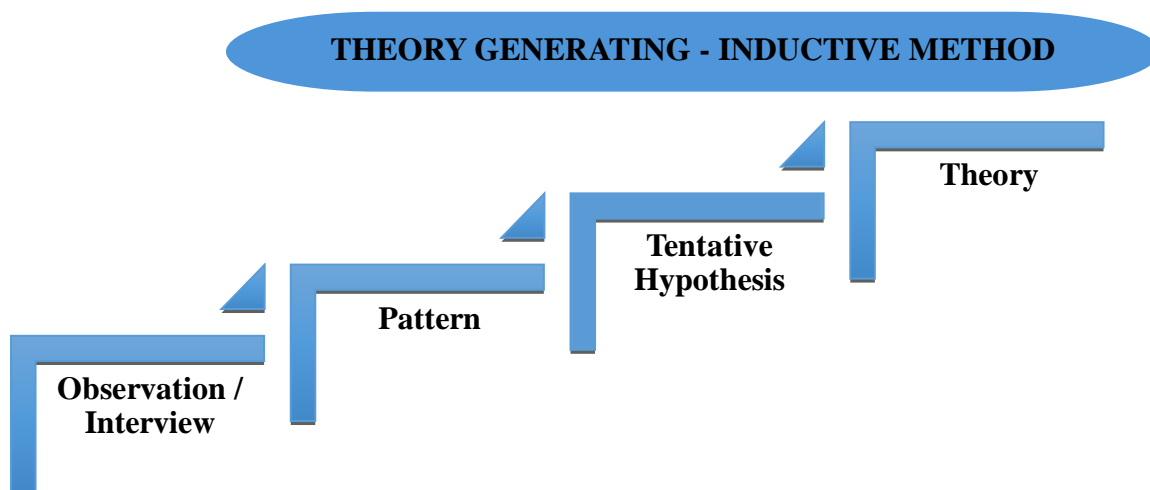 THEORY GENERATING - INDUCTIVE METHOD
Theory
Tentative
Hypothesis
Pattern
Observation /
Interview